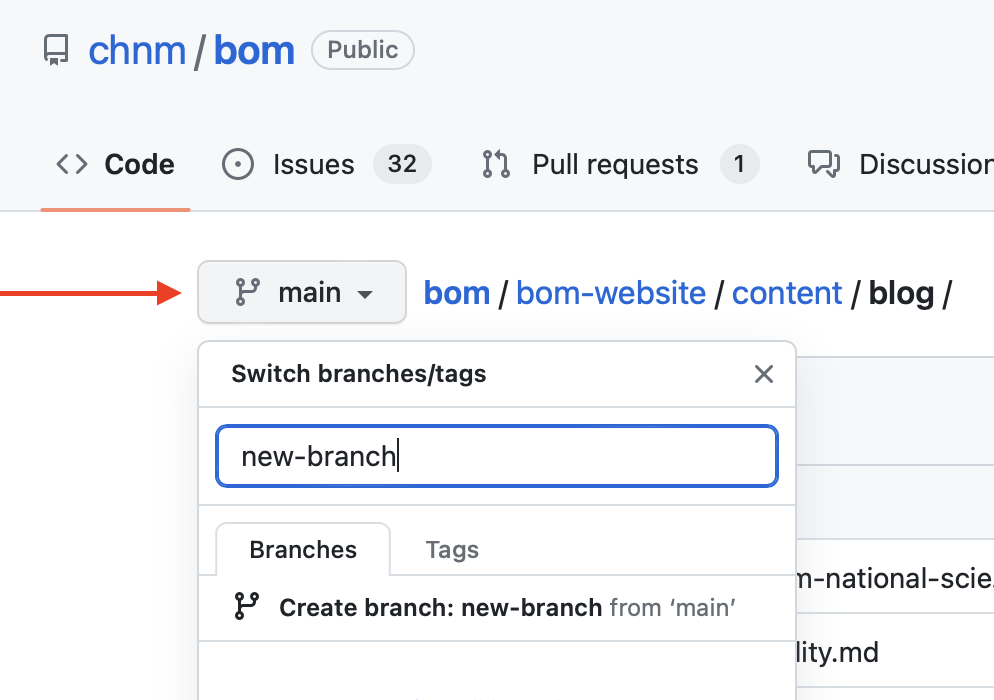 chnm / bom Public
Code Issues 32 Pull requests 1 Discussion
main bom / bom-website / content / blog /
Switch branches/tags
new-branch
Branches Tags
m-national-scie
Create branch: new-branch from ‘main’
lity.md